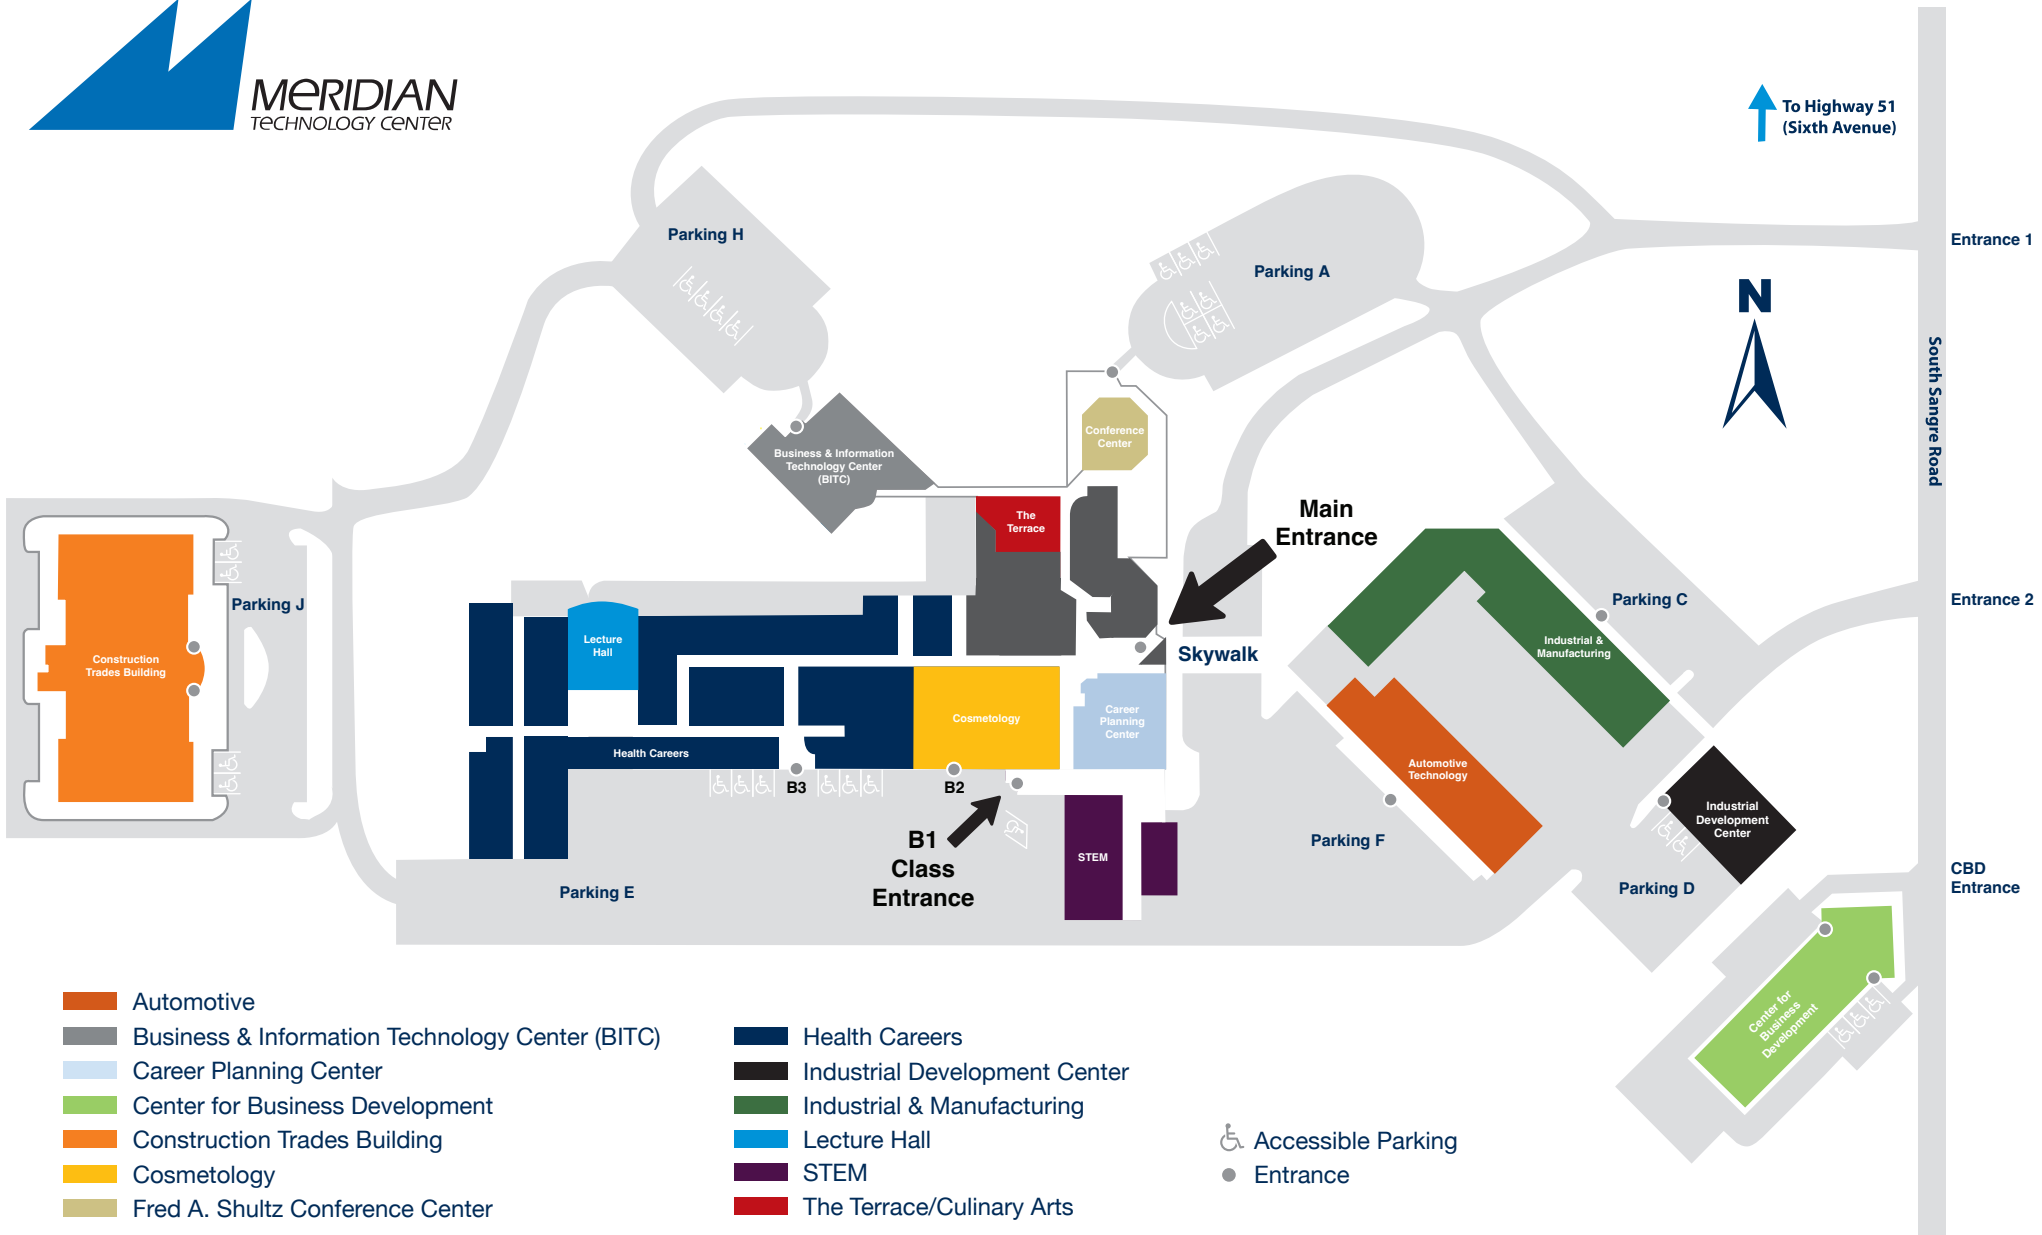 MERIDIAN
TECHNOLOGY CENTER
To Highway 51
(Sixth Avenue)
Parking H
Entrance 1
Parking A
N
South Sangre Road
Conference
Center
Business & Information
Technology Center
(BITC)
The
Terrace
Main
Entrance
Parking J
Parking C
Entrance 2
Lecture
Hall
Industrial &
Manufacturing
Skywalk
Construction
Trades Building
Cosmetology
Career
Planning
Center
Health Careers
Automotive
Technology
B3
B2
Industrial
Development
Center
B1
Class
Entrance
Parking F
STEM
Parking E
Parking D
CBD
Entrance
Center for
Business
Development
Automotive
Business & Information Technology Center (BITC)
Career Planning Center
Center for Business Development
Construction Trades Building
Cosmetology
Fred A. Shultz Conference Center
Health Careers
Industrial Development Center
Industrial & Manufacturing
Lecture Hall
STEM
The Terrace/Culinary Arts
Accessible Parking
Entrance